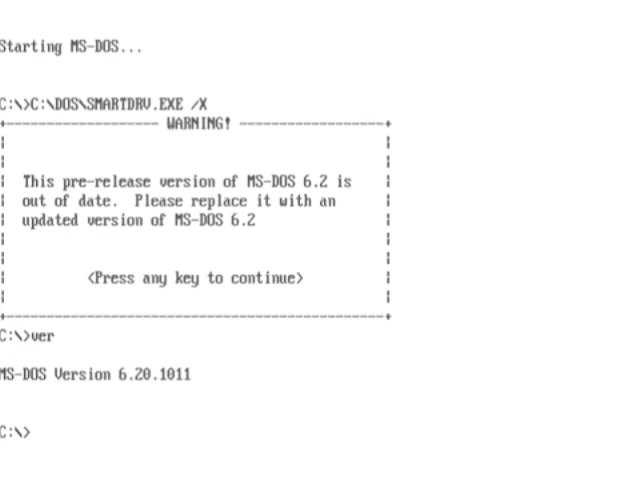 Starting MS-DOS...
C:\>C:\DOS\SMARTDRV.EXE /X
WARNING!
This pre-release version of MS-DOS 6.2 is
out of date.  Please replace it with an
updated version of MS-DOS 6.2
<Press any key to continue>
C:\>ver
MS-DOS Version 6.20.1011
C:\>